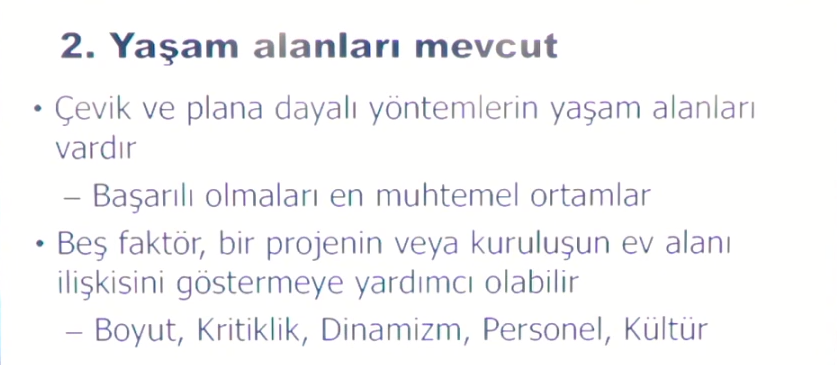 2. Yaşam alanları mevcut
• Çevik ve plana dayalı yöntemlerin yaşam alanları
vardır
– Başarılı olmaları en muhtemel ortamlar
• Beş faktör, bir projenin veya kuruluşun ev alanı
ilişkisini göstermeye yardımcı olabilir
– Boyut, Kritiklik, Dinamizm, Personel, Kültür